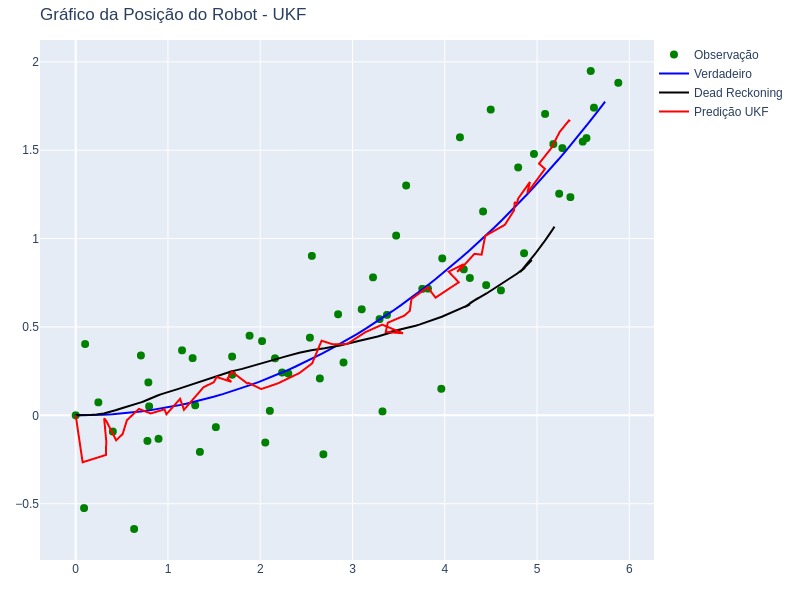 Gráfico da Posição do Robot - UKF
Observação
Verdadeiro
Dead Reckoning
Predição UKF
2
1.5
1
0.5
0
−0.5
0 1 2 3 4 5 6